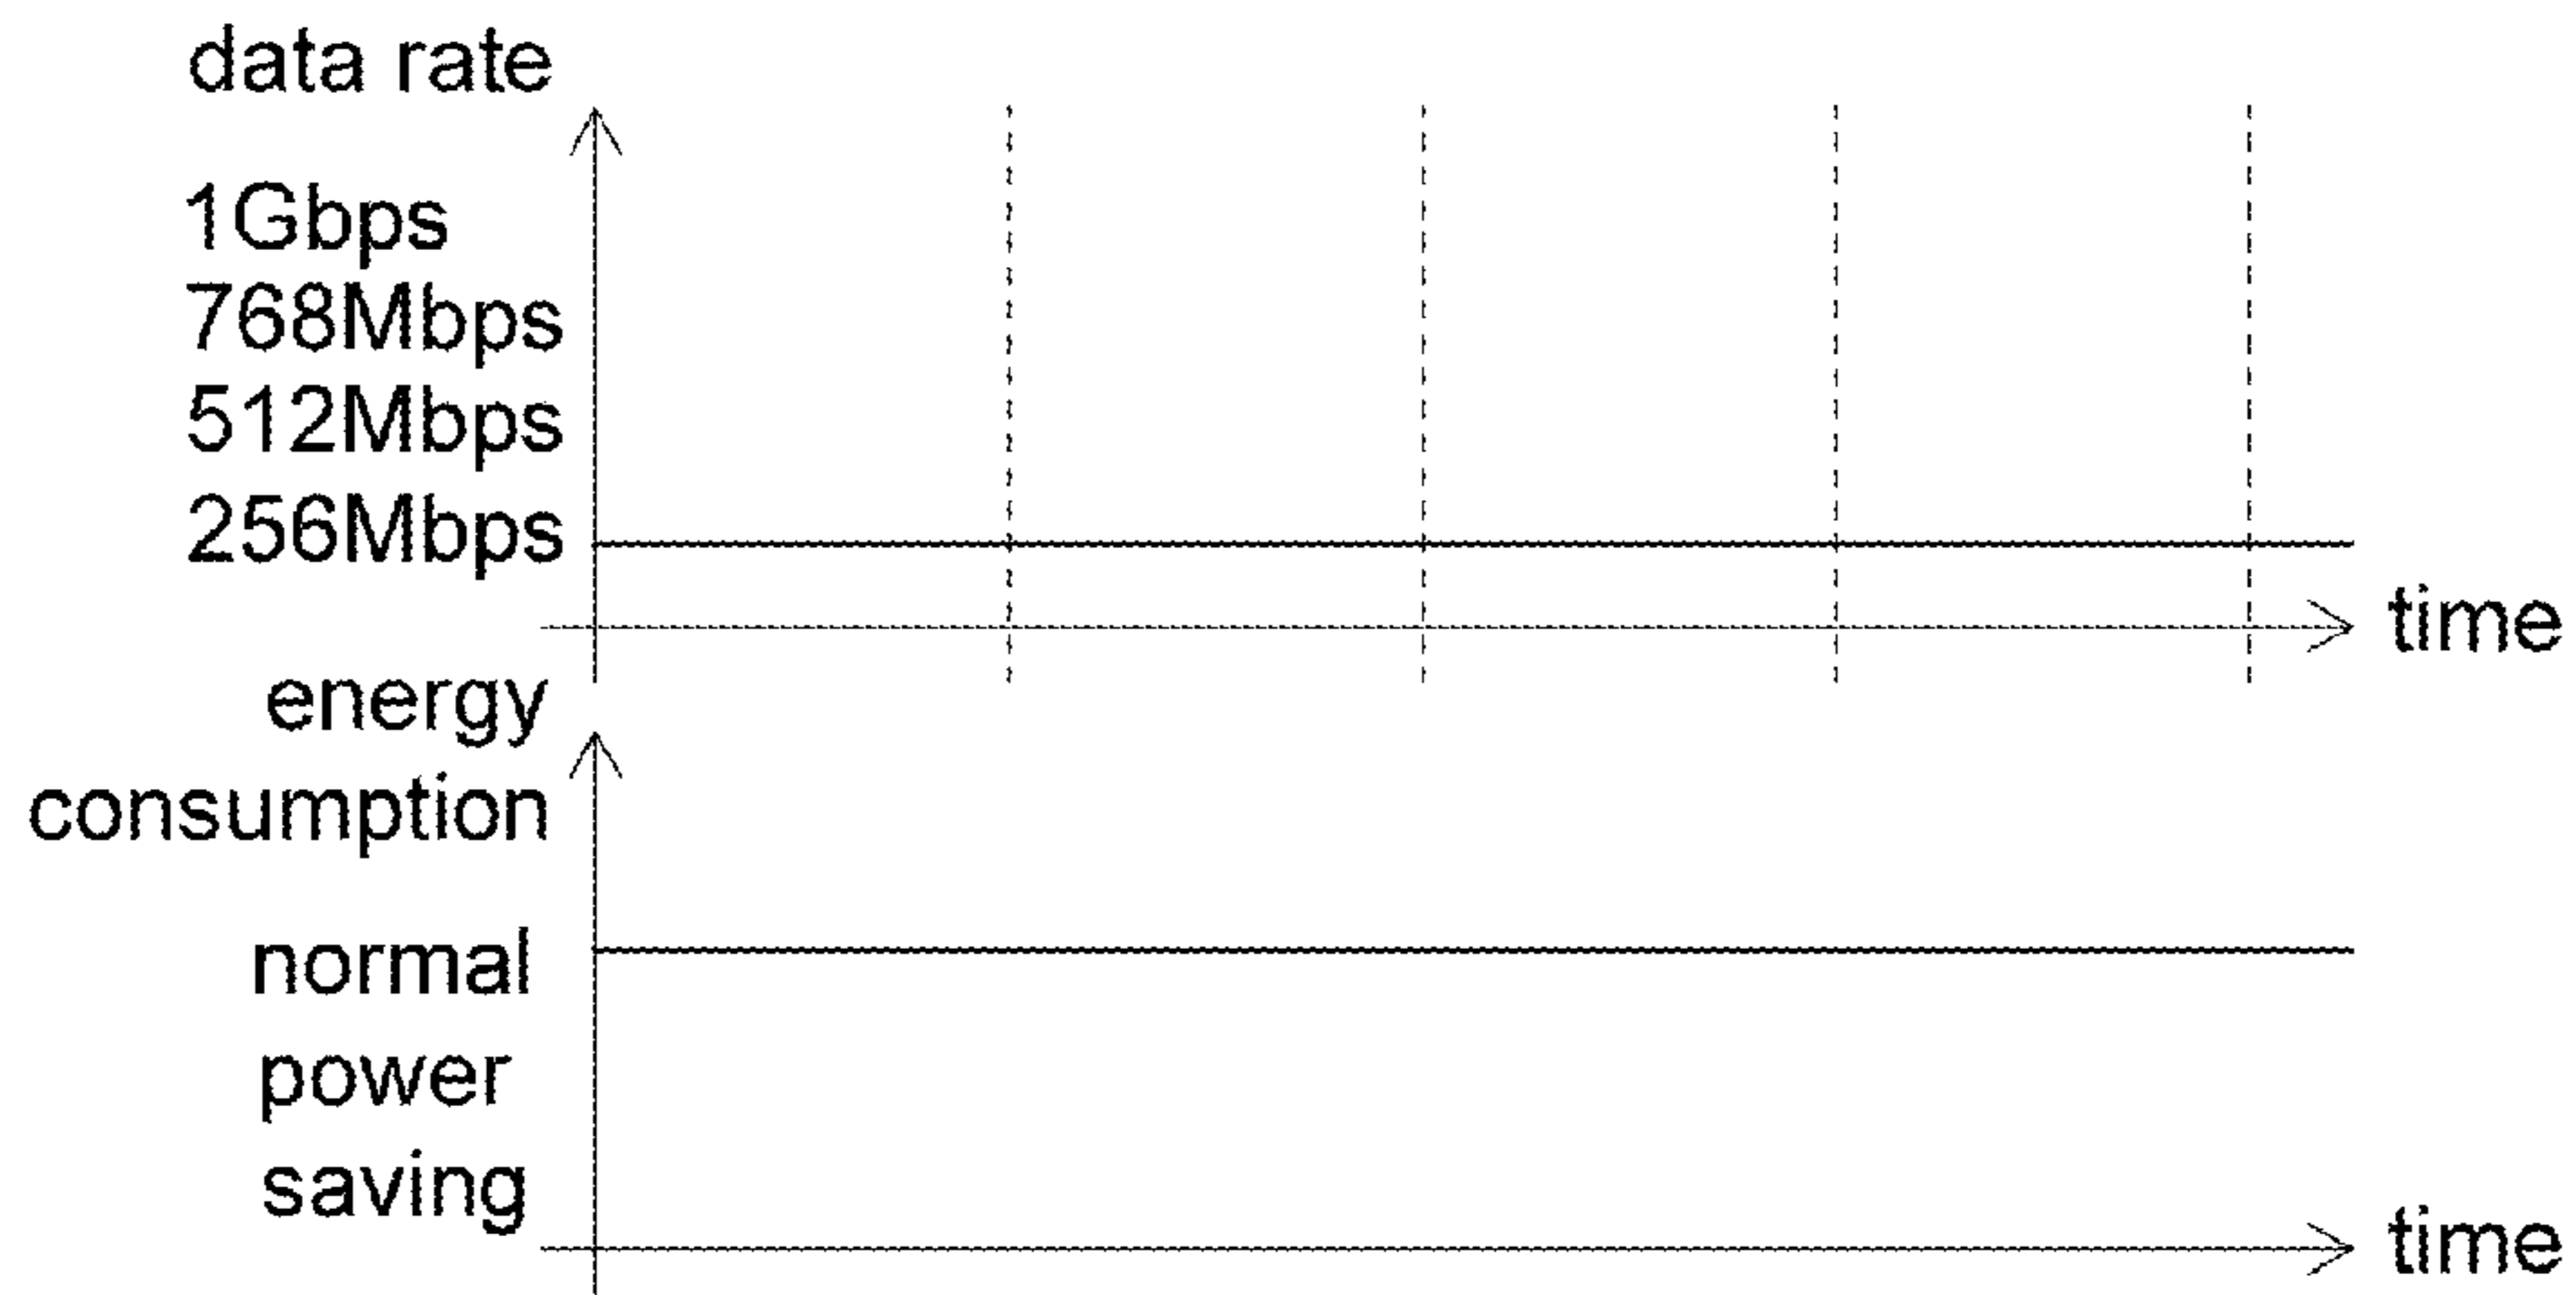 data rate
1Gbps
768Mbps
512Mbps
256Mbps
time
energy
consumption
normal
power
saving
time